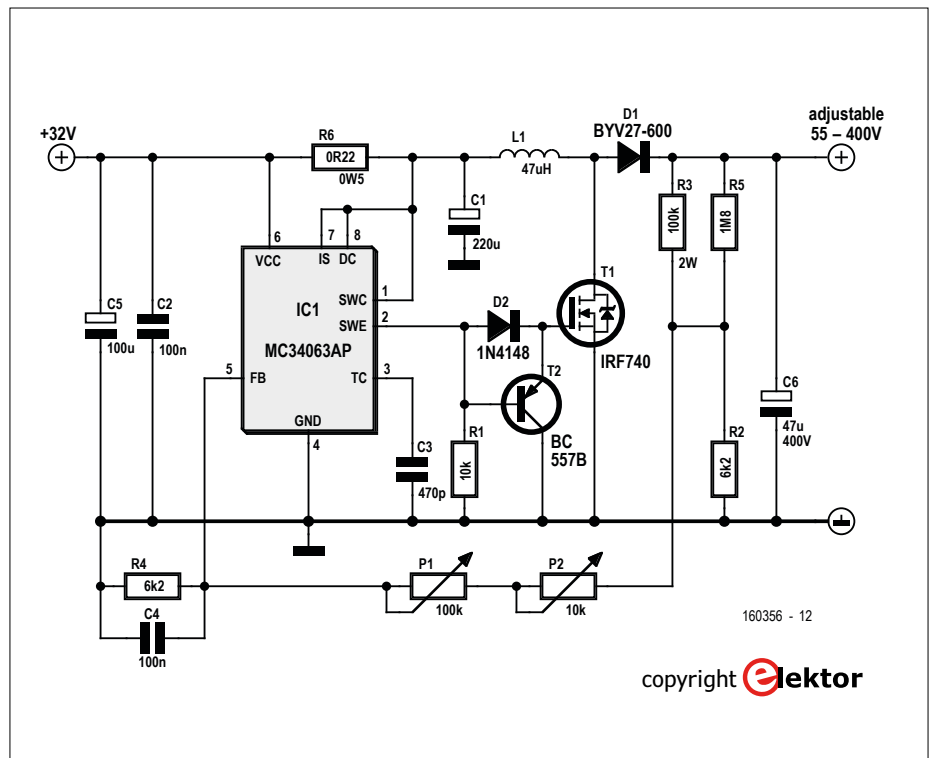 +32V
R6
0R22
0W5
L1
47uH
D1
BYV27-600
adjustable
55 – 400V
C1
220u
R3
100k
2W
R5
1M8
6
7
8
VCC
IS
DC
IC1
MC34063AP
SWC
1
SWE
2
TC
3
5
FB
GND
4
C5
100u
C2
100n
D2
1N4148
T1
IRF740
T2
BC
557B
R1
10k
C3
470p
C6
47u
400V
R2
6k2
R4
6k2
C4
100n
P1
100k
P2
10k
160356 - 12
copyright elektor